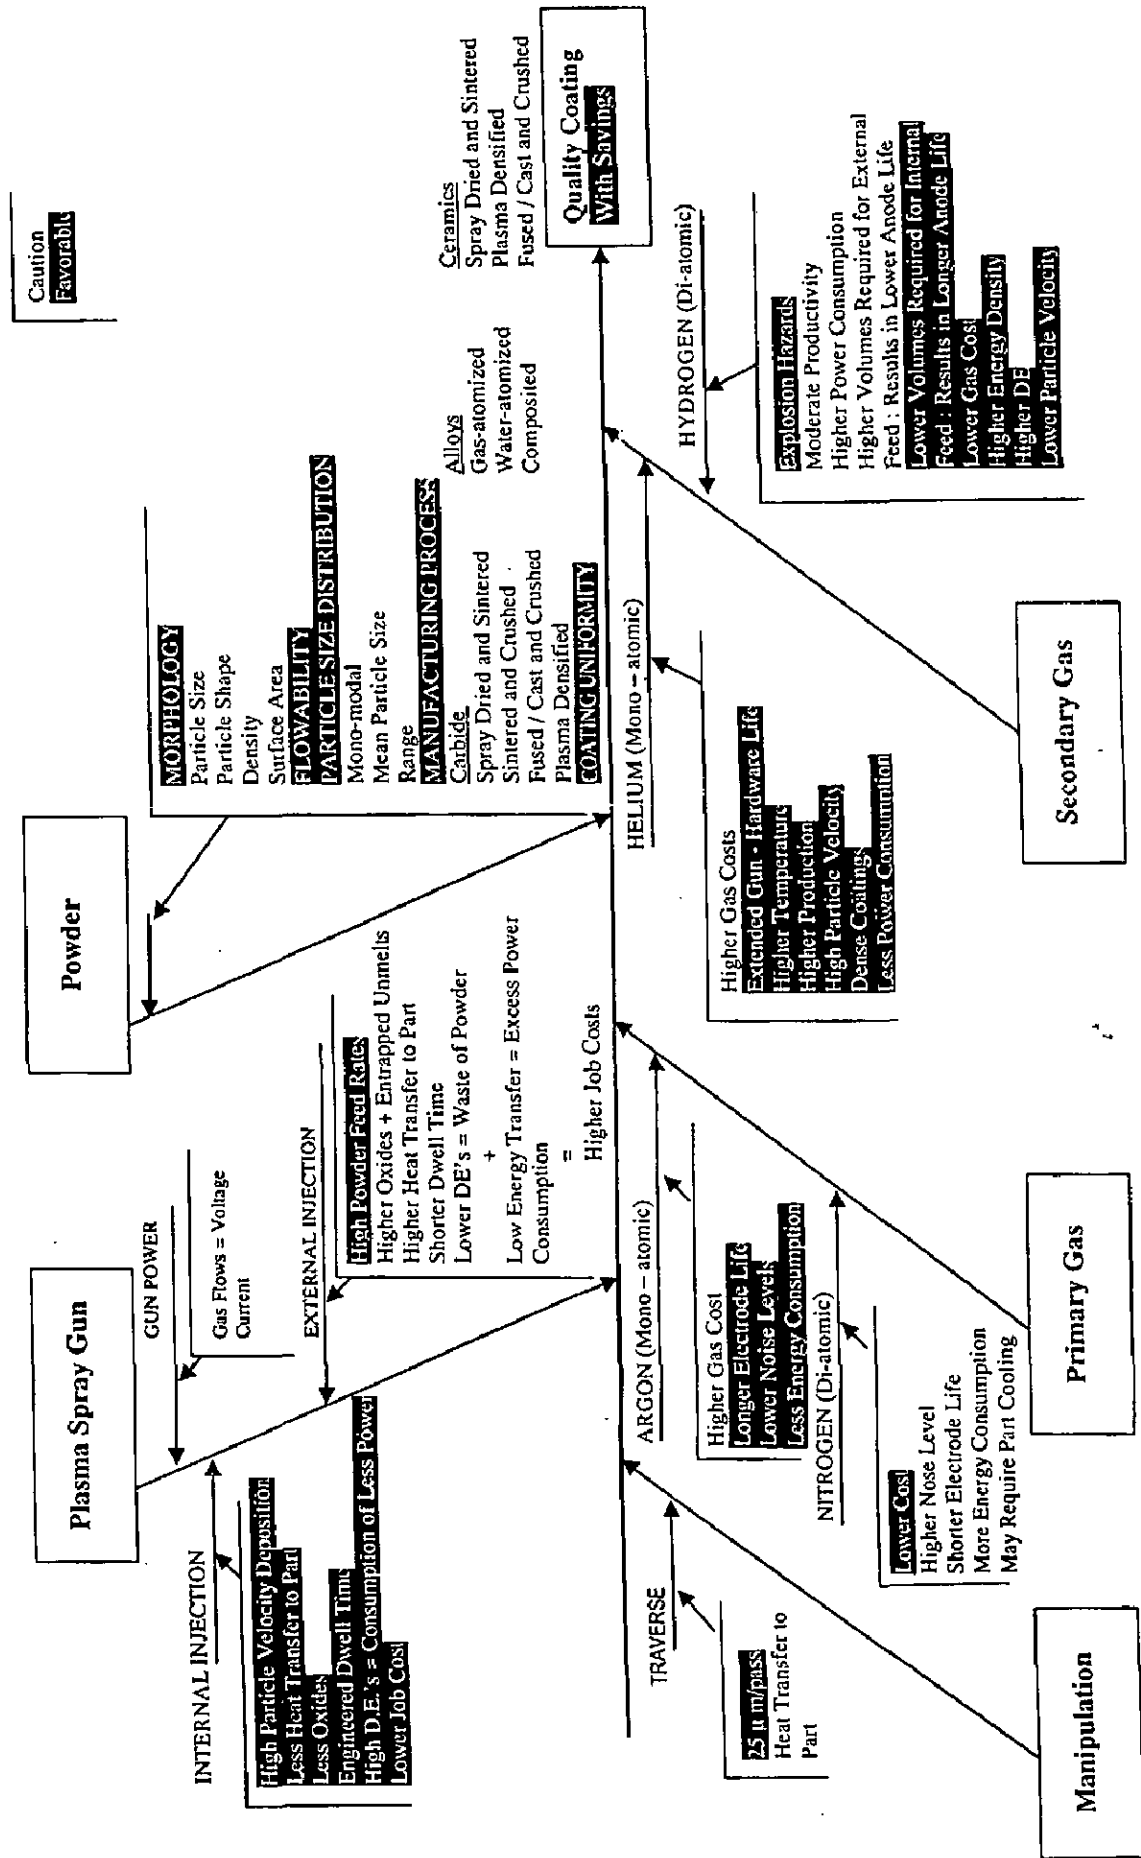 Caution
Favorable
Plasma Spray Gun
GUN POWER
Gas Flows = Voltage
Current
INTERNAL INJECTION
High Particle Velocity Deposition
Less Heat Transfer to Part
Less Oxides
Engineered Dwell Time
High D.E.'s = Consumption of Less Power
Lower Job Cost
EXTERNAL INJECTION
High Powder Feed Rates
Higher Oxides + Entrapped Unmelts
Higher Heat Transfer to Part
Shorter Dwell Time
Lower DE's = Waste of Powder
+
Low Energy Transfer = Excess Power
Consumption
=
Higher Job Costs
Powder
MORPHOLOGY
Particle Size
Particle Shape
Density
Surface Area
FLOWABILITY
PARTICLE SIZE DISTRIBUTION
Mono-modal
Mean Particle Size
Range
MANUFACTURING PROCESS
Carbide
Spray Dried and Sintered
Sintered and Crushed
Fused / Cast and Crushed
Plasma Densified
COATING UNIFORMITY
Alloys
Gas-atomized
Water-atomized
Composited
Ceramics
Spray Dried and Sintered
Plasma Densified
Fused / Cast and Crushed
Quality Coating
With Savings
TRAVERSE
25 µ m/pass
Heat Transfer to
Part
Manipulation
ARGON (Mono – atomic)
Higher Gas Cost
Longer Electrode Life
Lower Noise Levels
Less Energy Consumption
NITROGEN (Di-atomic)
Lower Cost
Higher Nose Level
Shorter Electrode Life
More Energy Consumption
May Require Part Cooling
Primary Gas
HELIUM (Mono – atomic)
Higher Gas Costs
Extended Gun - Hardware Life
Higher Temperature
Higher Production
High Particle Velocity
Dense Coatings
Less Power Consumption
HYDROGEN (Di-atomic)
Explosion Hazards
Moderate Productivity
Higher Power Consumption
Higher Volumes Required for External
Feed : Results in Lower Anode Life
Lower Volumes Required for Internal
Feed : Results in Longer Anode Life
Lower Gas Cost
Higher Energy Density
Higher DE
Lower Particle Velocity
Secondary Gas